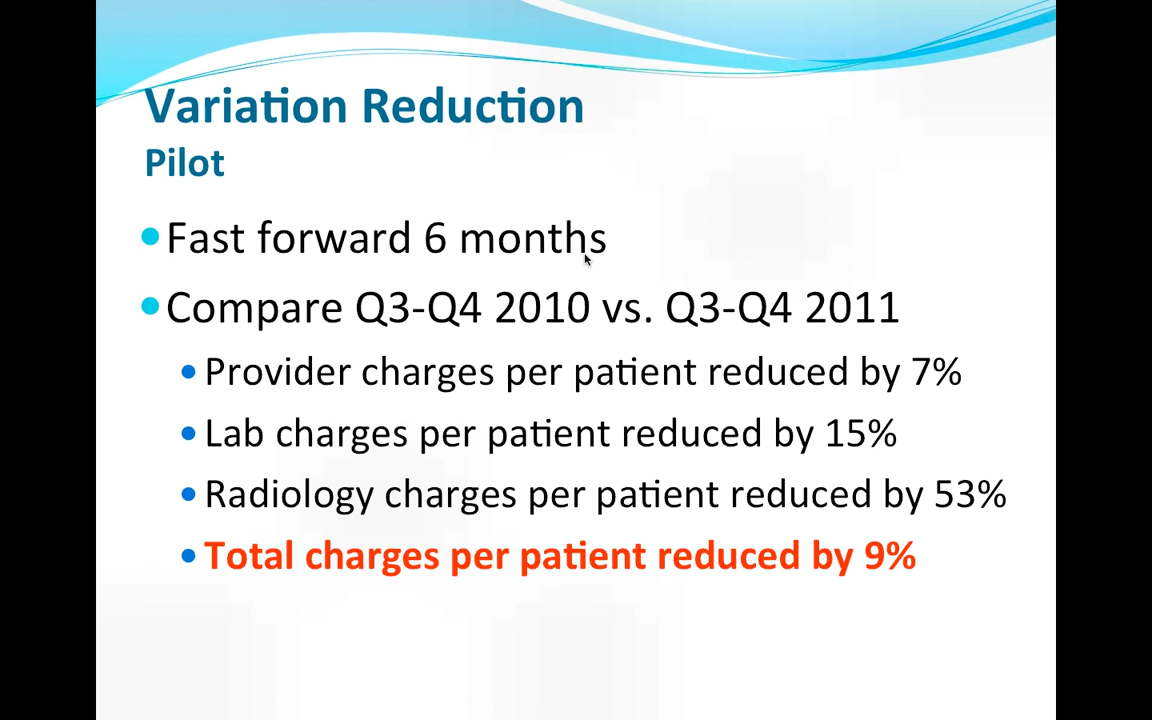 Variation Reduction
Pilot
Fast forward 6 months
Compare Q3-Q4 2010 vs. Q3-Q4 2011
Provider charges per patient reduced by 7%
Lab charges per patient reduced by 15%
Radiology charges per patient reduced by 53%
Total charges per patient reduced by 9%